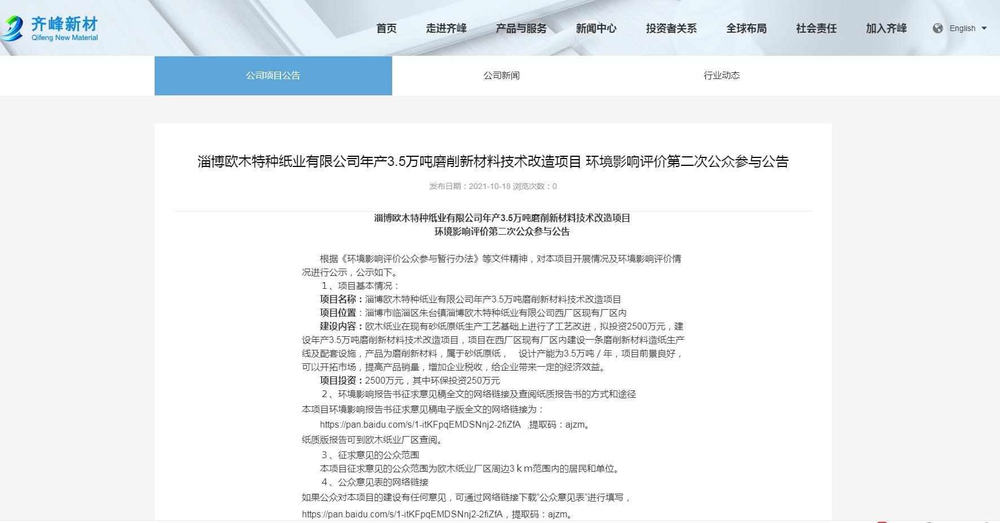 齐峰新材
Qifeng New Material
首页 走进齐峰 产品与服务 新闻中心 投资者关系 全球布局 社会责任 加入齐峰 English
公司项目公告 公司新闻 行业动态
淄博欧木特种纸业有限公司年产3.5万吨磨削新材料技术改造项目 环境影响评价第二次公众参与公告
发布日期：2021-10-18 浏览次数：0
淄博欧木特种纸业有限公司年产3.5万吨磨削新材料技术改造项目
环境影响评价第二次公众参与公告
根据《环境影响评价公众参与暂行办法》等文件精神，对本项目开展情况及环境影响评价情
况进行公示，公示如下。
１、项目基本情况：
项目名称：淄博欧木特种纸业有限公司年产3.5万吨磨削新材料技术改造项目
项目位置：淄博市临淄区朱台镇淄博欧木特种纸业有限公司西厂区现有厂区内
建设内容：欧木纸业在现有砂纸原纸生产工艺基础上进行了工艺改进，拟投资2500万元，建
设年产3.5万吨磨削新材料技术改造项目，项目在西厂区现有厂区内建设一条磨削新材料造纸生产
线及配套设施，产品为磨削新材料，属于砂纸原纸， 设计产能为3.5万吨／年，项目前景良好，
可以开拓市场，提高产品销量，增加企业税收，给企业带来一定的经济效益。
项目投资：2500万元，其中环保投资250万元
２、环境影响报告书征求意见稿全文的网络链接及查阅纸质报告书的方式和途径
本项目环境影响报告书征求意见稿电子版全文的网络链接为：
https://pan.baidu.com/s/1-itKFpqEMDSNnj2-2fiZfA ,提取码：ajzm。
纸质版报告可到欧木纸业厂区查阅。
３、征求意见的公众范围
本项目征求意见的公众范围为欧木纸业厂区周边3ｋｍ范围内的居民和单位。
４、公众意见表的网络链接
如果公众对本项目的建设有任何意见，可通过网络链接下载“公众意见表”进行填写，
https://pan.baidu.com/s/1-itKFpqEMDSNnj2-2fiZfA，提取码：ajzm。